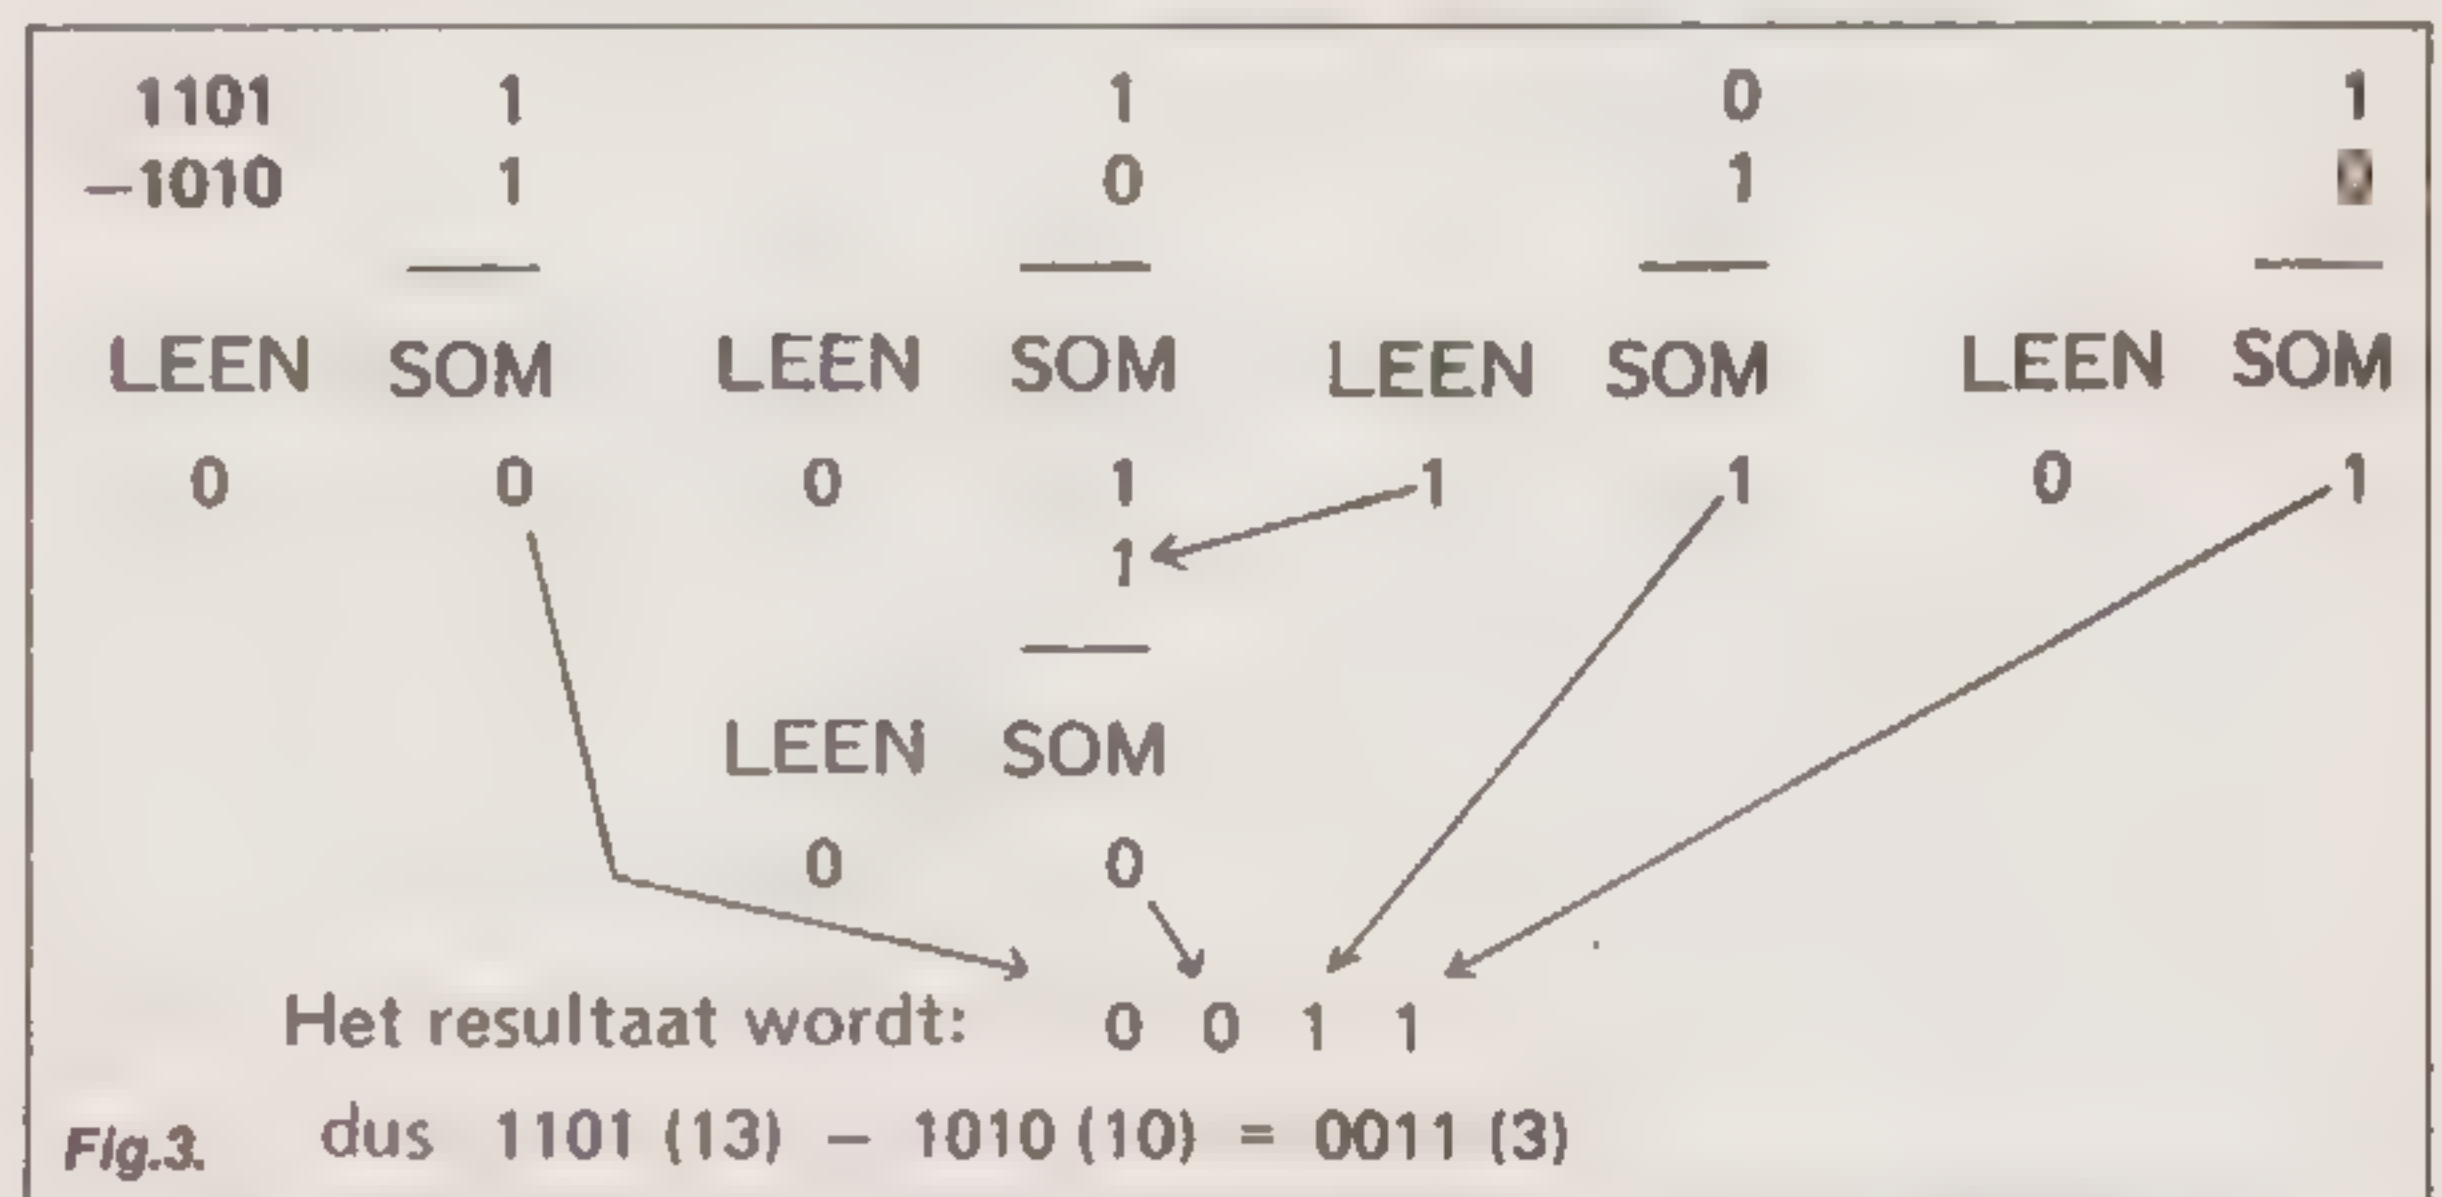 1101 1 1 0 1
–1010 1 0 1 0
LEEN SOM LEEN SOM LEEN SOM LEEN SOM
0 0 0 1 1 1 0 1
1
LEEN SOM
0 0
Het resultaat wordt: 0 0 1 1
Fig.3. dus 1101 (13) – 1010 (10) = 0011 (3)